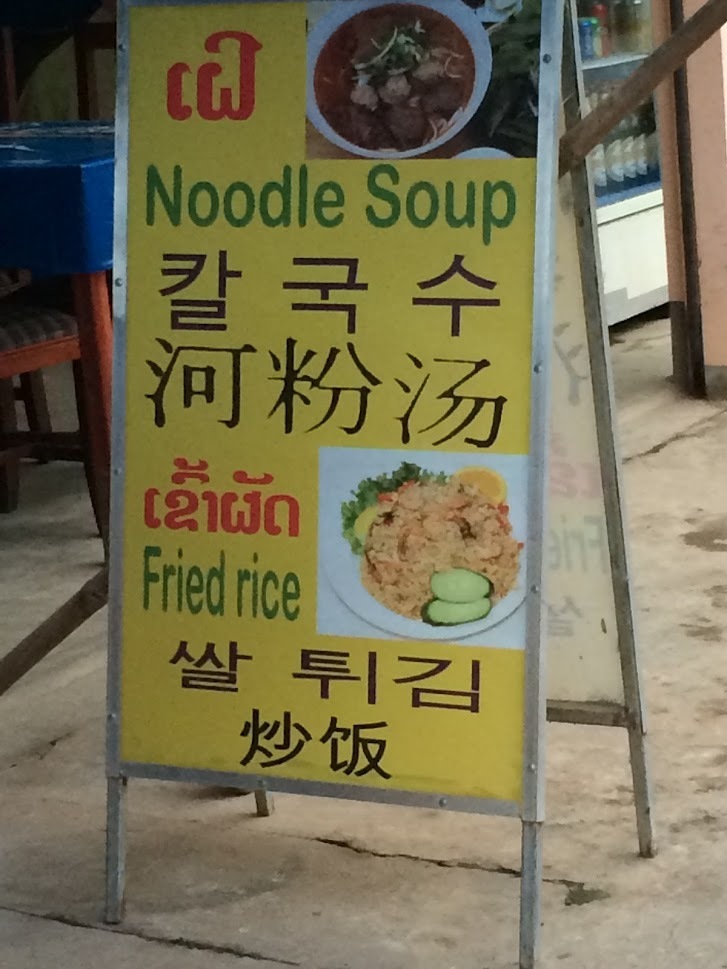 ເຝີ
Noodle Soup
칼국수
河粉汤
ເຂົ້າຜັດ
Fried rice
쌀 튀김
炒饭